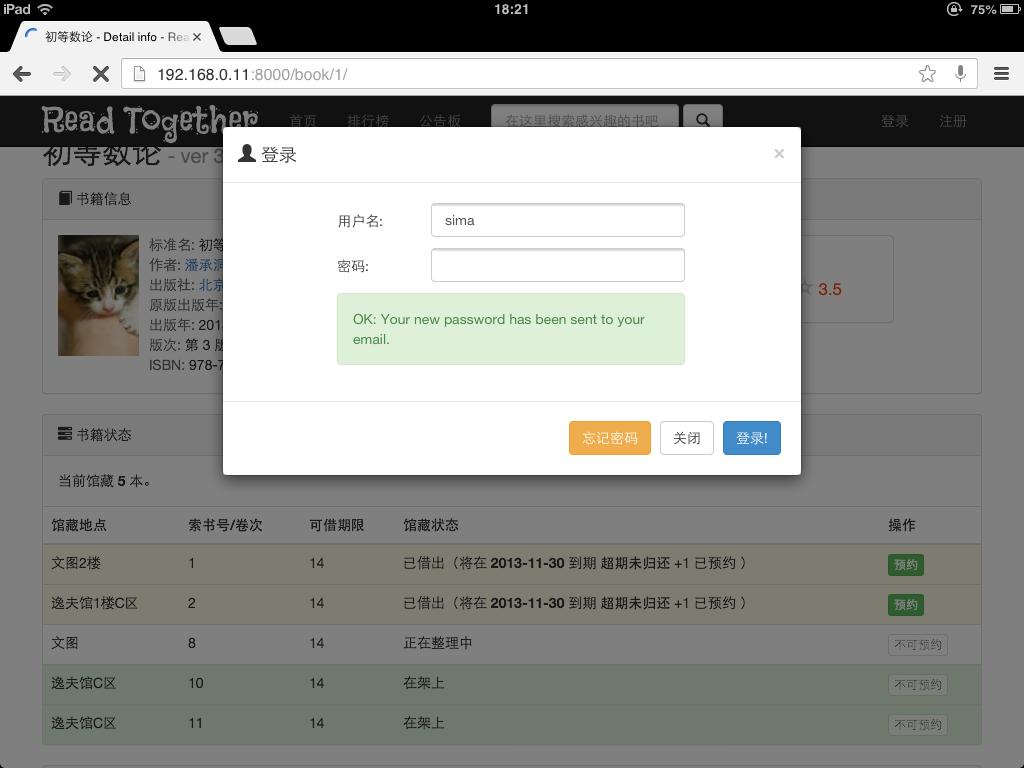 iPad 18:21 75%
初等数论 - Detail info - Rea
192.168.0.11:8000/book/1/
Read Together 首页 排行榜 公告板 在这里搜索感兴趣的书吧 登录 注册
初等数论 - ver 3
书籍信息
登录 ×
标准名: 初等
作者: 潘承洞
出版社: 北京
原版出版年:
出版年: 201
版次: 第 3 版
ISBN: 978-7
3.5
用户名: sima
密码:
OK: Your new password has been sent to your
email.
忘记密码 关闭 登录!
书籍状态
当前馆藏 5 本。
馆藏地点 索书号/卷次 可借期限 馆藏状态 操作
文图2楼 1 14 已借出（将在 2013-11-30 到期 超期未归还 +1 已预约 ） 预约
逸夫馆1楼C区 2 14 已借出（将在 2013-11-30 到期 超期未归还 +1 已预约 ） 预约
文图 8 14 正在整理中 不可预约
逸夫馆C区 10 14 在架上 不可预约
逸夫馆C区 11 14 在架上 不可预约